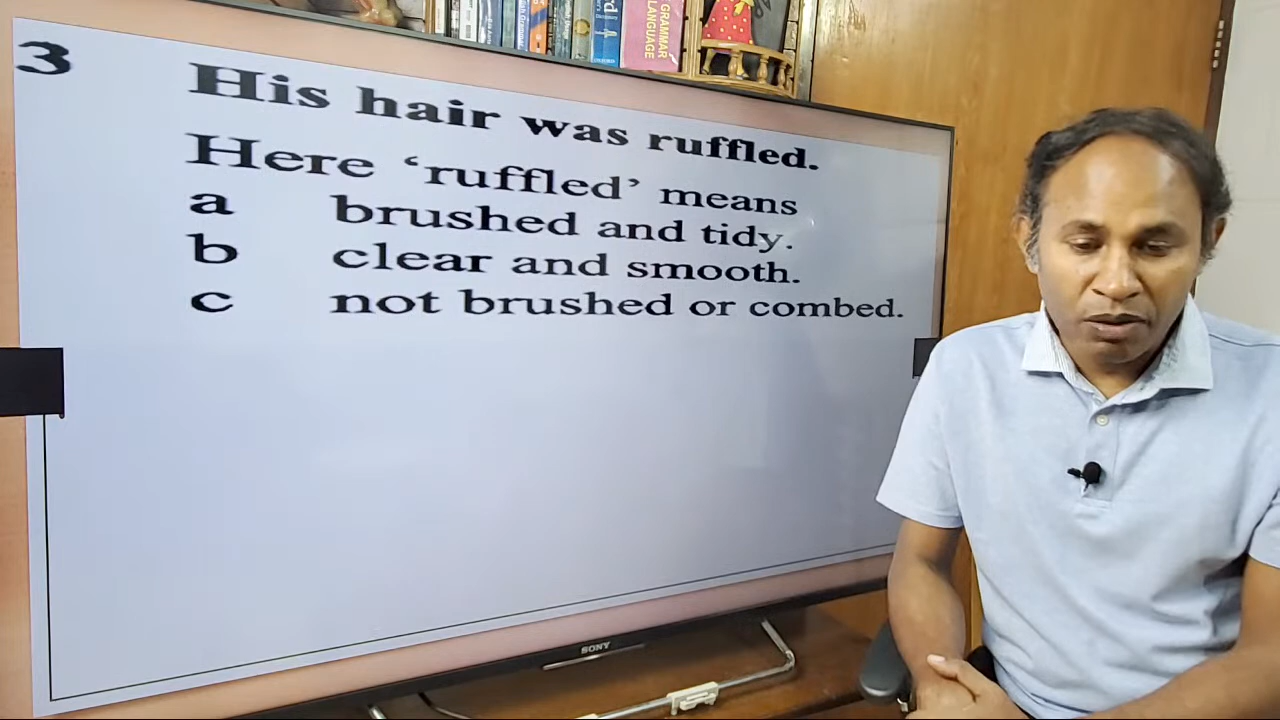 GRAMMAR
LANGUAGE
3 His hair was ruffled.
Here ‘ruffled’ means
a brushed and tidy.
b clear and smooth.
c not brushed or combed.
SONY